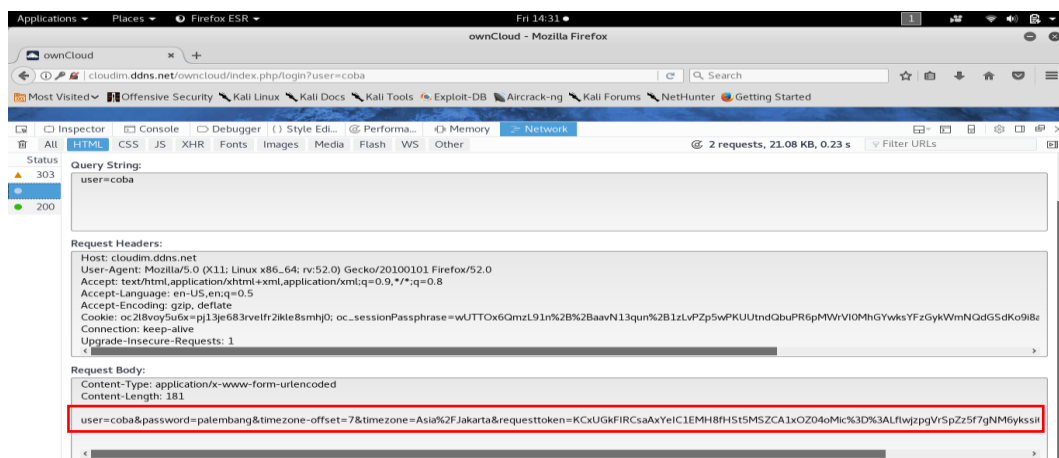 Applications Places Firefox ESR Fri 14:31 1
ownCloud - Mozilla Firefox
ownCloud × +
cloudim.ddns.net/owncloud/index.php/login?user=coba Search
Most Visited Offensive Security Kali Linux Kali Docs Kali Tools Exploit-DB Aircrack-ng Kali Forums NetHunter Getting Started
Inspector Console Debugger {} Style Edi... Performa... Memory Network
All HTML CSS JS XHR Fonts Images Media Flash WS Other 2 requests, 21.08 KB, 0.23 s Filter URLs
Status
303
200
Query String:
user=coba
Request Headers:
Host: cloudim.ddns.net
User-Agent: Mozilla/5.0 (X11; Linux x86_64; rv:52.0) Gecko/20100101 Firefox/52.0
Accept: text/html,application/xhtml+xml,application/xml;q=0.9,*/*;q=0.8
Accept-Language: en-US,en;q=0.5
Accept-Encoding: gzip, deflate
Cookie: oc2l8voy5u6x=pj13je683rvelfr2ikle8smhj0; oc_sessionPassphrase=wUTTOx6QmzL91n%2B%2BaavN13qun%2B1zLvPZp5wPKUUtndQbuPR6pMWrVI0MhGYwksYFzGykWmNQdGSdKo9i8a
Connection: keep-alive
Upgrade-Insecure-Requests: 1
Request Body:
Content-Type: application/x-www-form-urlencoded
Content-Length: 181
user=coba&password=palembang&timezone-offset=7&timezone=Asia%2FJakarta&requesttoken=KCxUGkFIRCsaAxYeIC1EMH8fHSt5MSZCA1xOZ04oMic%3D%3ALflwjzpgVrSpZz5f7gNM6ykssi